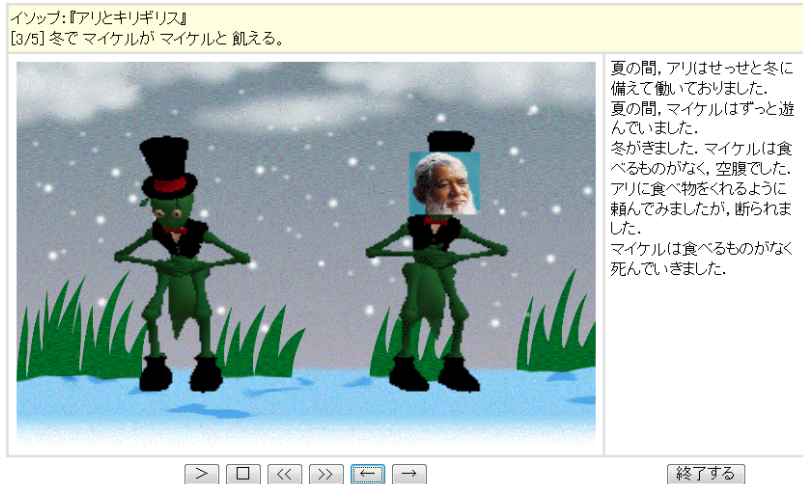 イソップ:『アリとキリギリス』
[3/5] 冬で マイケルが マイケルと 飢える。
夏の間, アリはせっせと冬に
備えて働いておりました.
夏の間, マイケルはずっと遊
んでいました.
冬がきました. マイケルは食
べるものがなく, 空腹でした.
アリに食べ物をくれるように
頼んでみましたが, 断られま
した.
マイケルは食べるものがなく
死んでいきました.
> □ << >> ← → 終了する